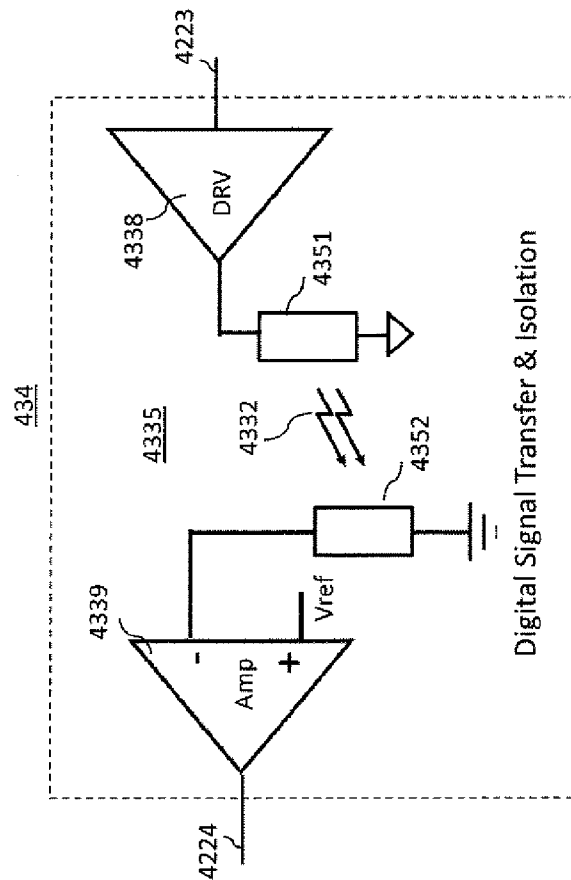 434
4223
4338
DRV
4335
4351
4332
4352
4339
-
Amp
+
Vref
4224
Digital Signal Transfer & Isolation